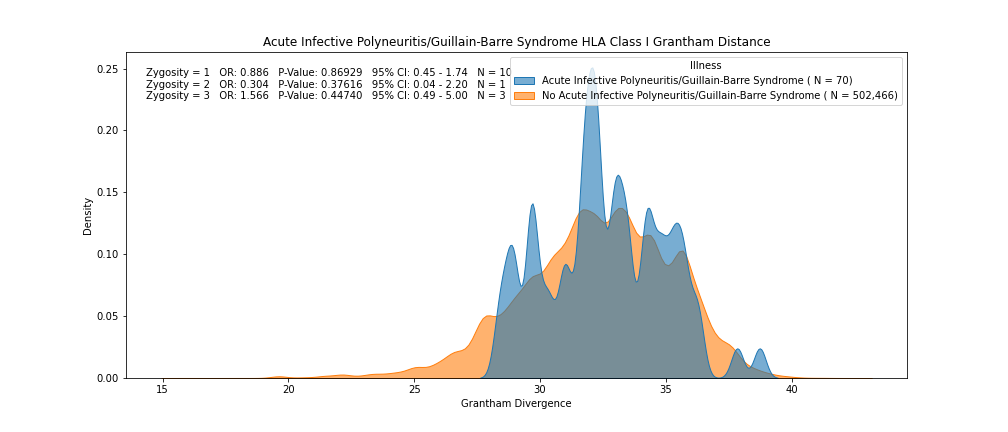 Acute Infective Polyneuritis/Guillain-Barre Syndrome HLA Class I Grantham Distance
Zygosity = 1 OR: 0.886 P-Value: 0.86929 95% CI: 0.45 - 1.74 N = 10
Zygosity = 2 OR: 0.304 P-Value: 0.37616 95% CI: 0.04 - 2.20 N = 1
Zygosity = 3 OR: 1.566 P-Value: 0.44740 95% CI: 0.49 - 5.00 N = 3
Illness
Acute Infective Polyneuritis/Guillain-Barre Syndrome ( N = 70)
No Acute Infective Polyneuritis/Guillain-Barre Syndrome ( N = 502,466)
Density
0.25
0.20
0.15
0.10
0.05
0.00
15 20 25 30 35 40
Grantham Divergence